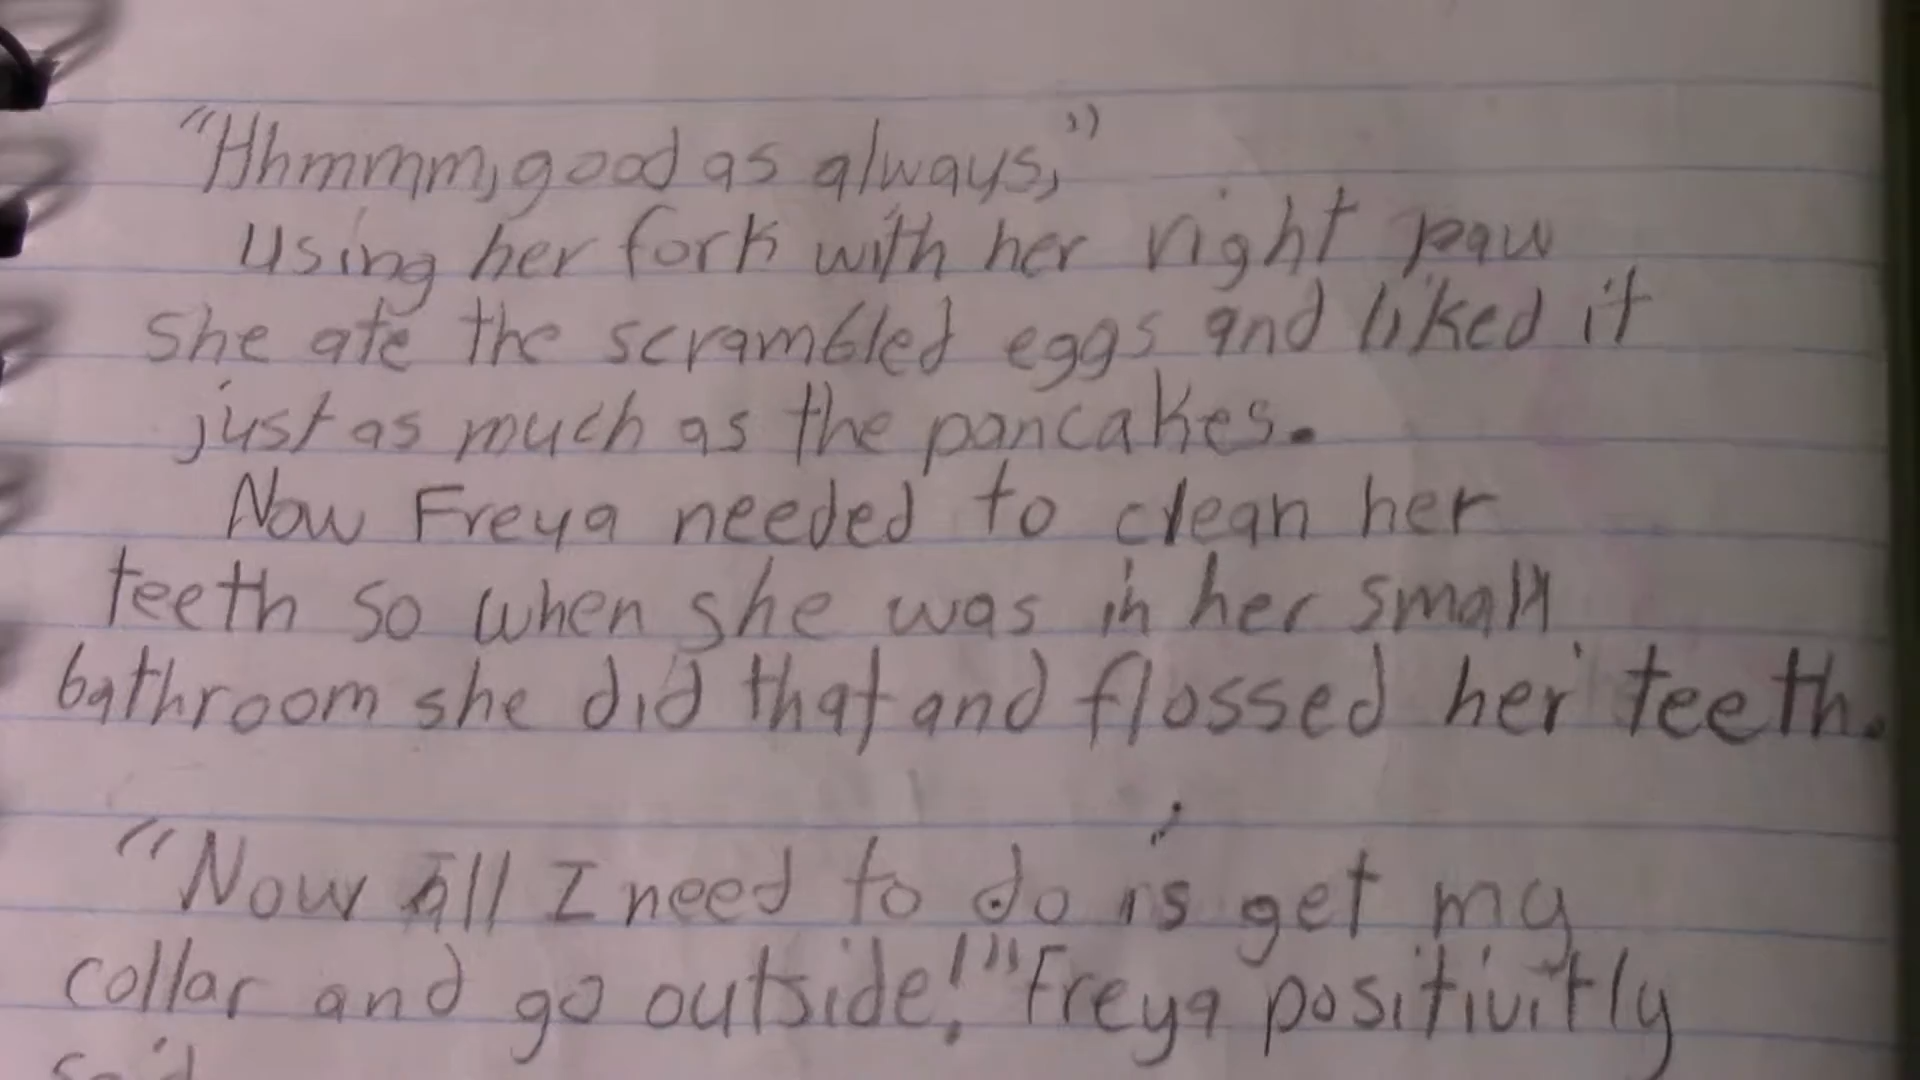 "Hhmmm, good as always,"
Using her fork with her right paw
she ate the scrambled eggs and liked it
just as much as the pancakes.
Now Freya needed to clean her
teeth so when she was in her small
bathroom she did that and flossed her teeth.
"Now all I need to do is get my
collar and go outside!" Freya positivitly
said